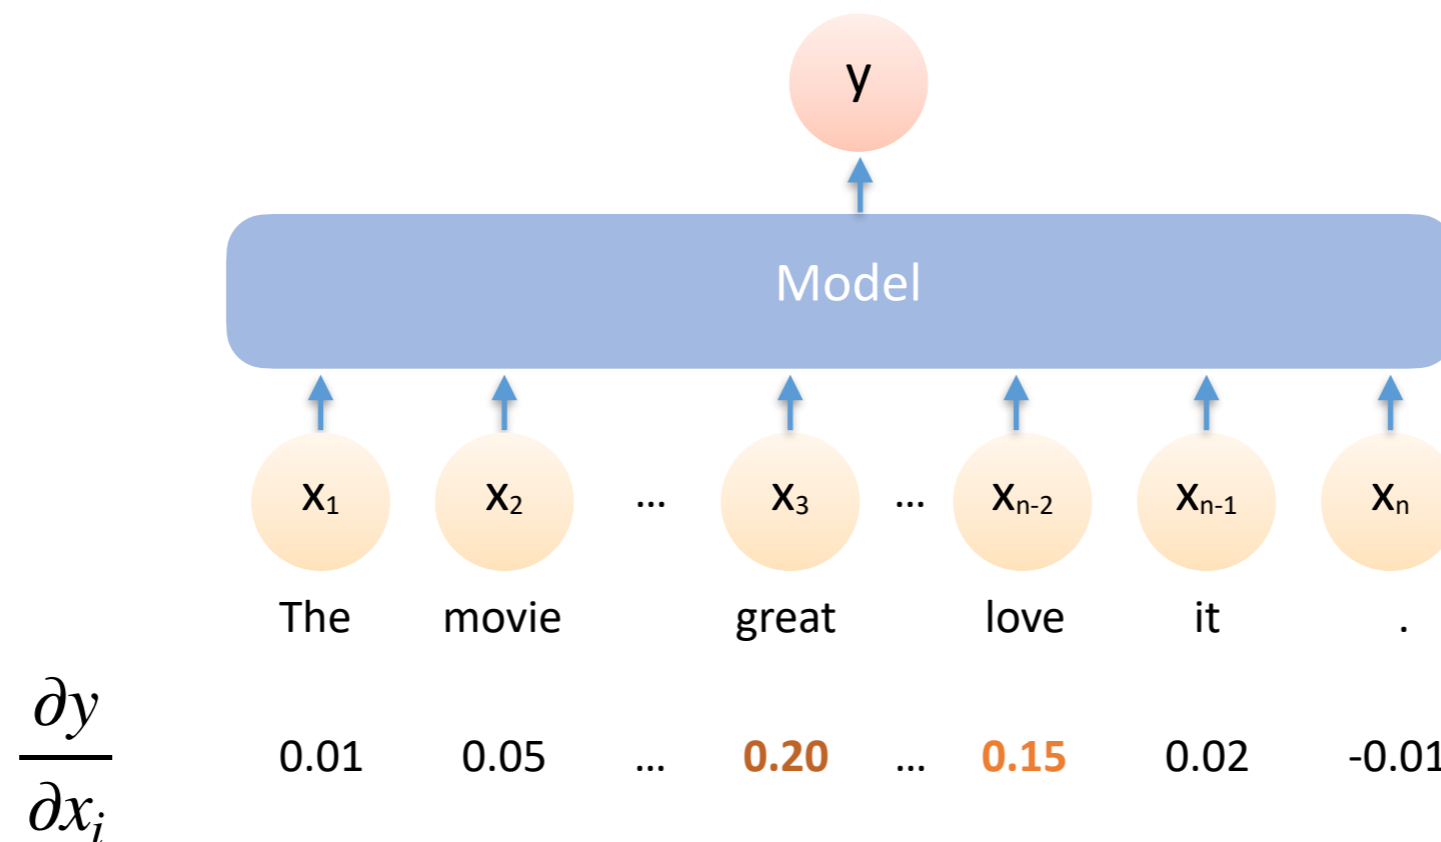 y
Model
x₁ x₂ ... x₃ ... xₙ₋₂ xₙ₋₁ xₙ
The movie great love it .
∂y
∂xᵢ
0.01 0.05 ... 0.20 ... 0.15 0.02 -0.01